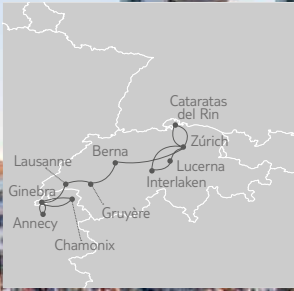 Cataratas
del Rin
Zúrich
Berna
Lausanne
Lucerna
Interlaken
Ginebra
Gruyère
Annecy
Chamonix